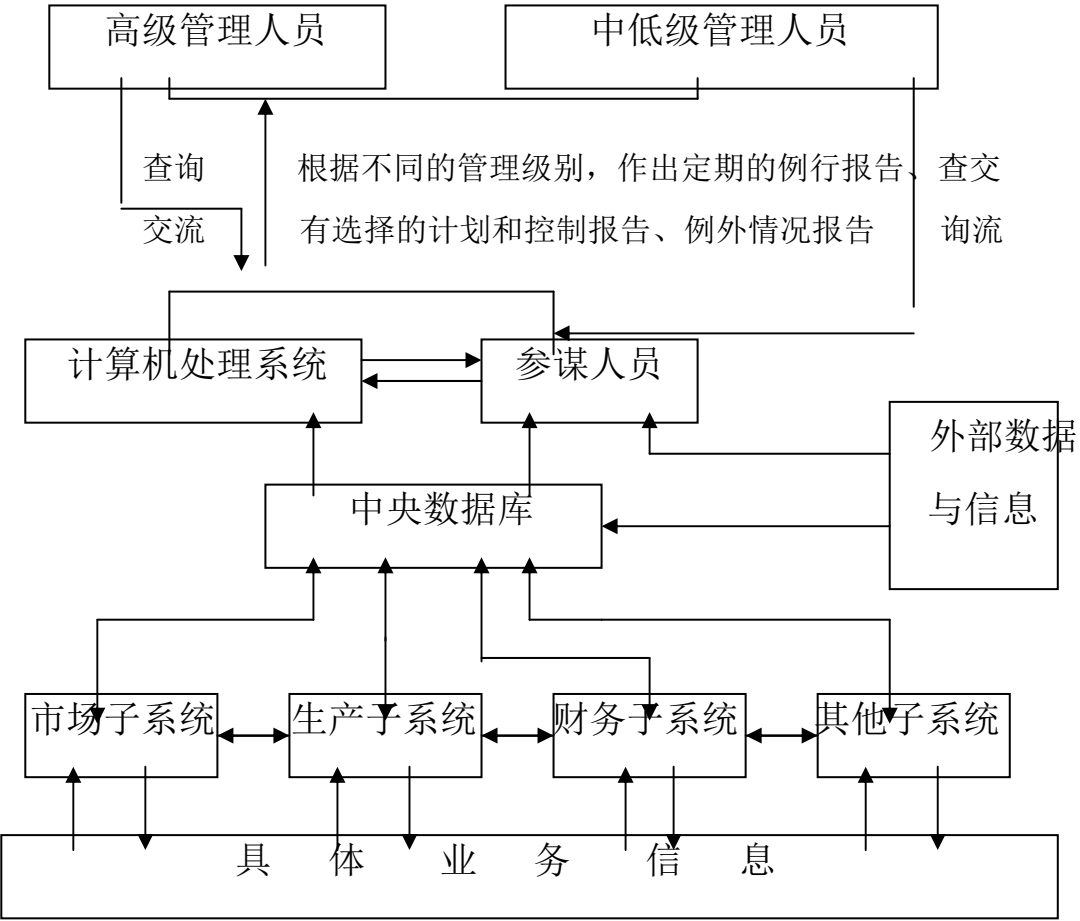 高级管理人员
中低级管理人员
查询
根据不同的管理级别，作出定期的例行报告、
查交
交流
有选择的计划和控制报告、例外情况报告
询流
计算机处理系统
参谋人员
外部数据
与信息
中央数据库
市场子系统
生产子系统
财务子系统
其他子系统
具体业务信息